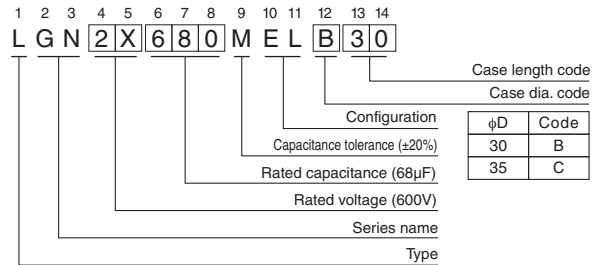 1 2 3 4 5 6 7 8 9 10 11 12 13 14
L G N 2 X 6 8 0 M E L B 3 0
Case length code
Case dia. code
Configuration
Capacitance tolerance (±20%)
Rated capacitance (68µF)
Rated voltage (600V)
Series name
Type
ϕD Code
30 B
35 C